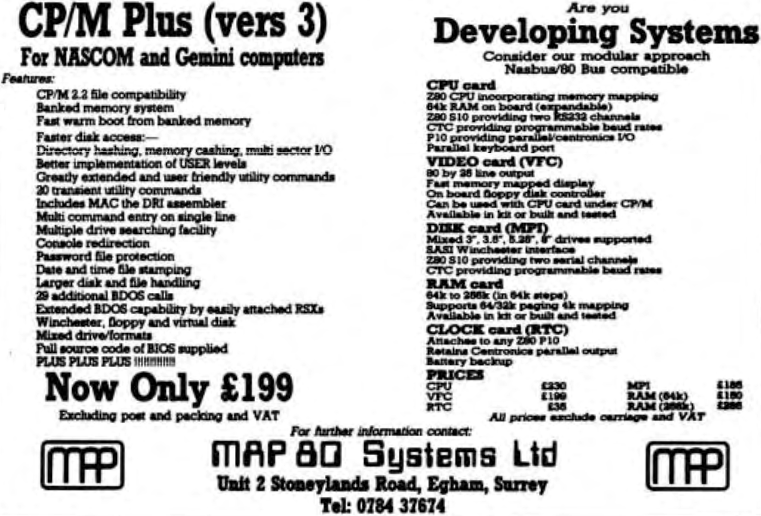 CP/M Plus (vers 3)
For NASCOM and Gemini computers
Features:
CP/M 2.2 file compatibility
Banked memory system
Fast warm boot from banked memory
Faster disk access:—
Directory hashing, memory cashing, multi sector I/O
Better implementation of USER levels
Greatly extended and user friendly utility commands
20 transient utility commands
Includes MAC the DRI assembler
Multi command entry on single line
Multiple drive searching facility
Console redirection
Password file protection
Date and time file stamping
Larger disk and file handling
29 additional BDOS calls
Extended BDOS capability by easily attached RSXs
Winchester, floppy and virtual disk
Mixed drive/formats
Full source code of BIOS supplied
PLUS PLUS PLUS !!!!!!!!!!!!!
Now Only £199
Excluding post and packing and VAT
Are you
Developing Systems
Consider our modular approach
Nasbus/80 Bus compatible
CPU card
Z80 CPU incorporating memory mapping
64k RAM on board (expandable)
Z80 S10 providing two RS232 channels
CTC providing programmable baud rates
P10 providing parallel/centronics I/O
Parallel keyboard port
VIDEO card (VFC)
80 by 25 line output
Fast memory mapped display
On board floppy disk controller
Can be used with CPU card under CP/M
Available in kit or built and tested
DISK card (MPI)
Mixed 3", 3.5", 5.25", 8" drives supported
SASI Winchester interface
Z80 S10 providing two serial channels
CTC providing programmable baud rates
RAM card
64k to 256k (in 64k steps)
Supports 64/32k paging 4k mapping
Available in kit or built and tested
CLOCK card (RTC)
Attaches to any Z80 P10
Retains Centronics parallel output
Battery backup
PRICES
CPU £230 MPI £185
VFC £199 RAM (64k) £150
RTC £35 RAM (256k)
All prices exclude carriage and VAT
For further information contact:
MAP
MAP 80 Systems Ltd
MAP
Unit 2 Stoneylands Road, Egham, Surrey
Tel: 0784 37674